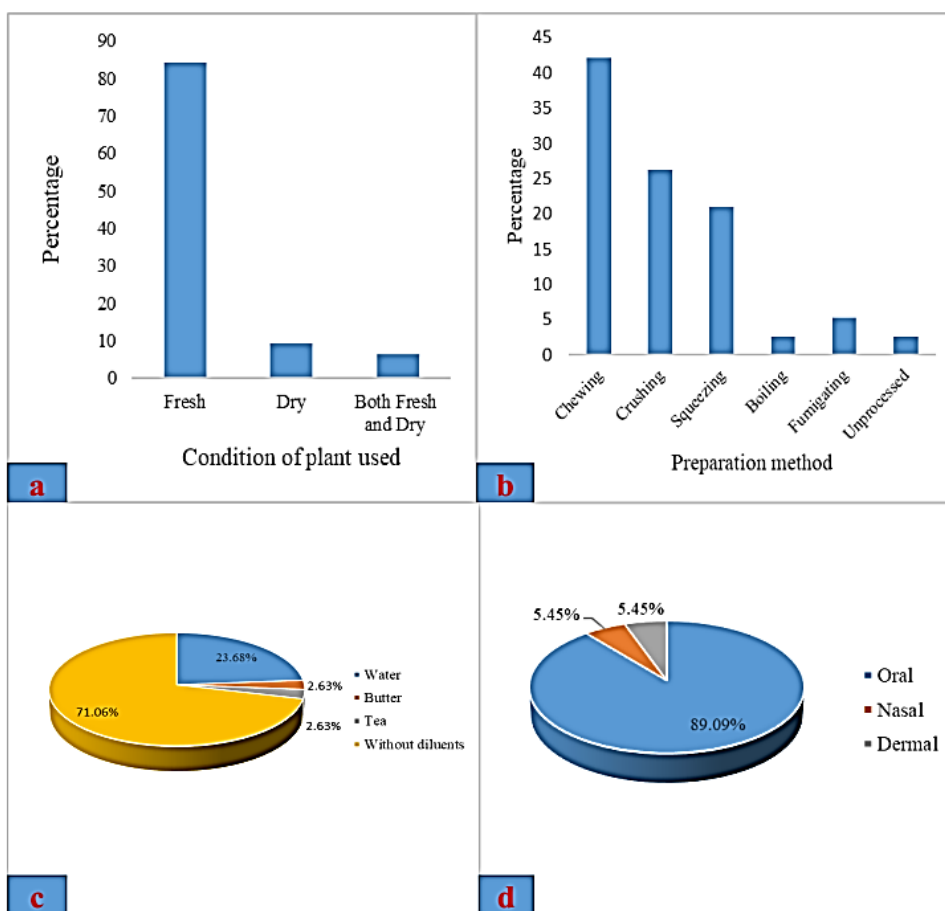 90
80
70
60
50
40
30
20
10
0
Percentage
Fresh
Dry
Both Fresh
and Dry
Condition of plant used
a
45
40
35
30
25
20
15
10
5
0
Percentage
Chewing
Crushing
Squeezing
Boiling
Fumigating
Unprocessed
Preparation method
b
23.68%
2.63%
2.63%
71.06%
Water
Butter
Tea
Without diluents
c
5.45%
5.45%
89.09%
Oral
Nasal
Dermal
d